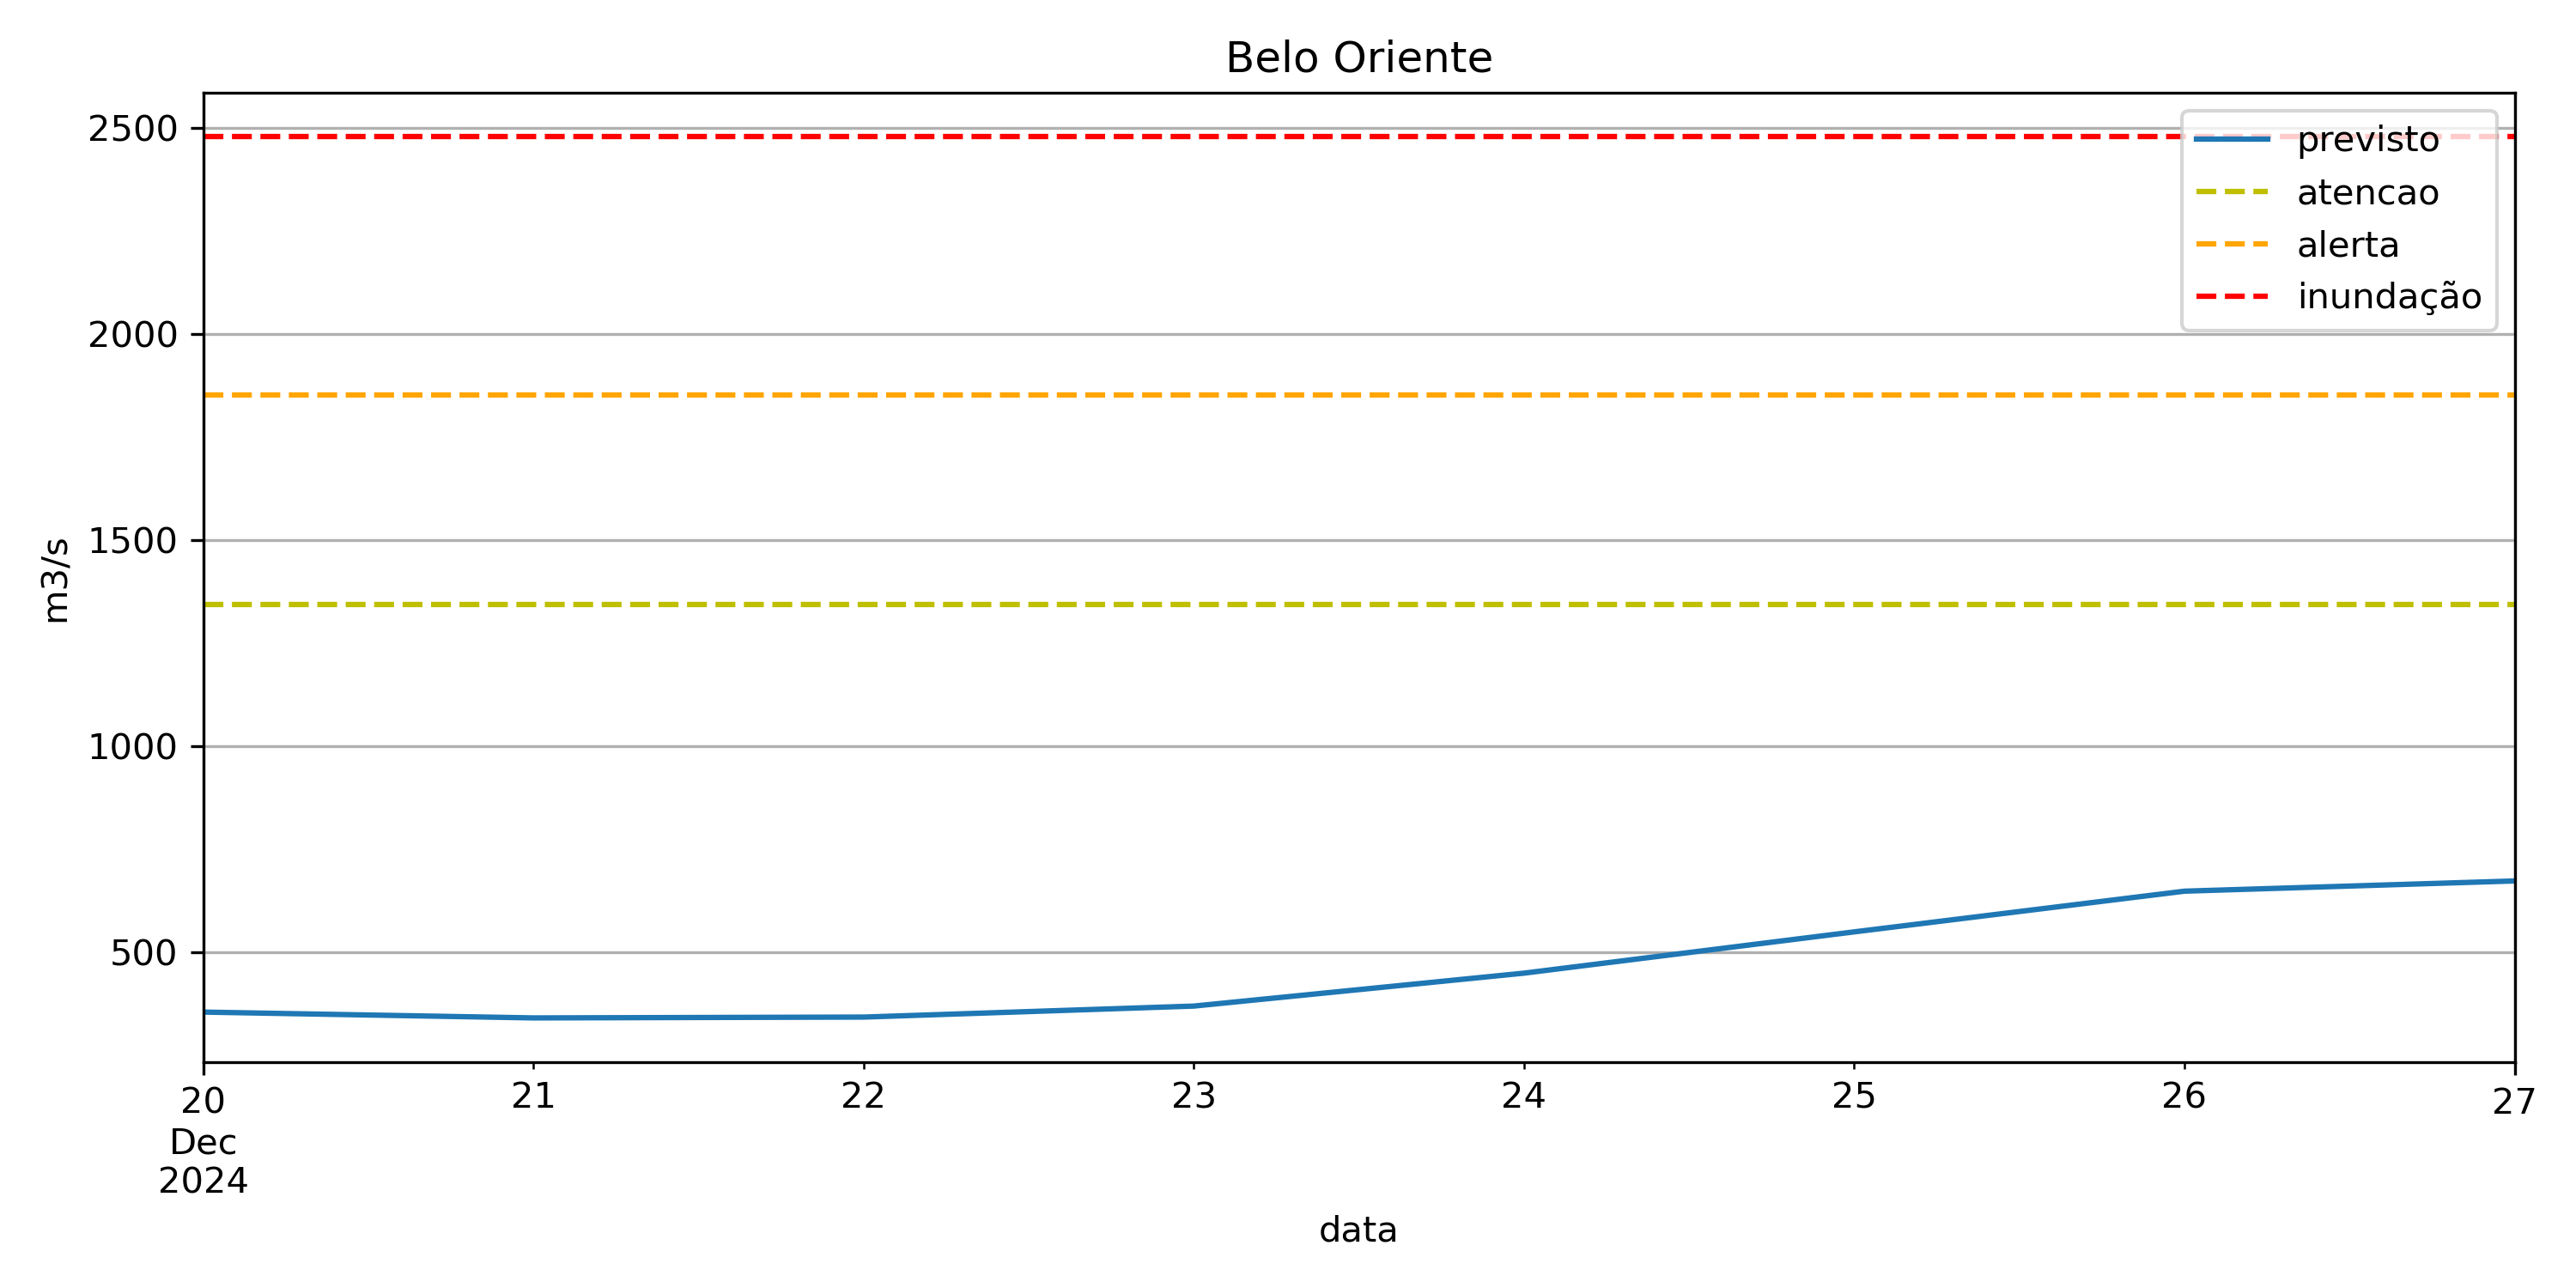 Belo Oriente
2500
2000
1500
1000
500
m3/s
previsto
atencao
alerta
inundação
20
Dec
2024
21
22
23
24
25
26
27
data